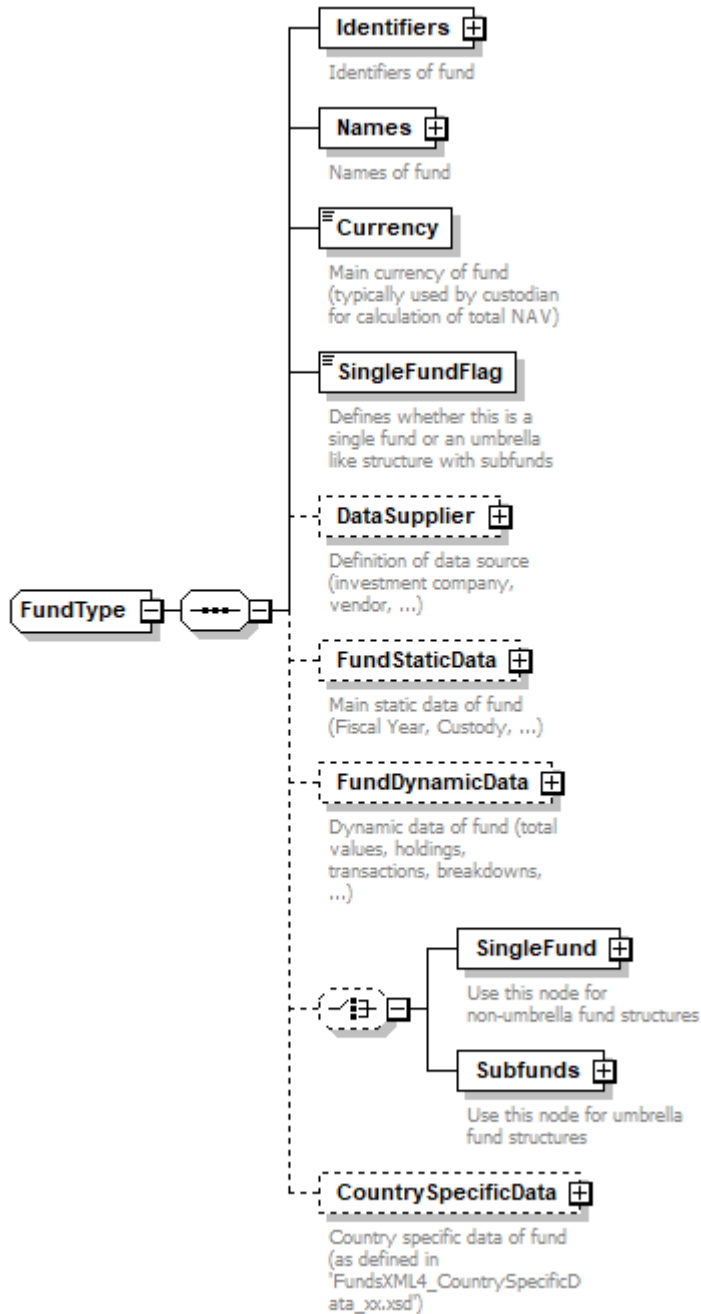 Identifiers
Identifiers of fund
Names
Names of fund
Currency
Main currency of fund
(typically used by custodian
for calculation of total NAV)
SingleFundFlag
Defines whether this is a
single fund or an umbrella
like structure with subfunds
DataSupplier
Definition of data source
(investment company,
vendor, ...)
FundType
FundStaticData
Main static data of fund
(Fiscal Year, Custody, ...)
FundDynamicData
Dynamic data of fund (total
values, holdings,
transactions, breakdowns,
...)
SingleFund
Use this node for
non-umbrella fund structures
Subfunds
Use this node for umbrella
fund structures
CountrySpecificData
Country specific data of fund
(as defined in
'FundsXML4_CountrySpecificD
ata_xx.xsd')